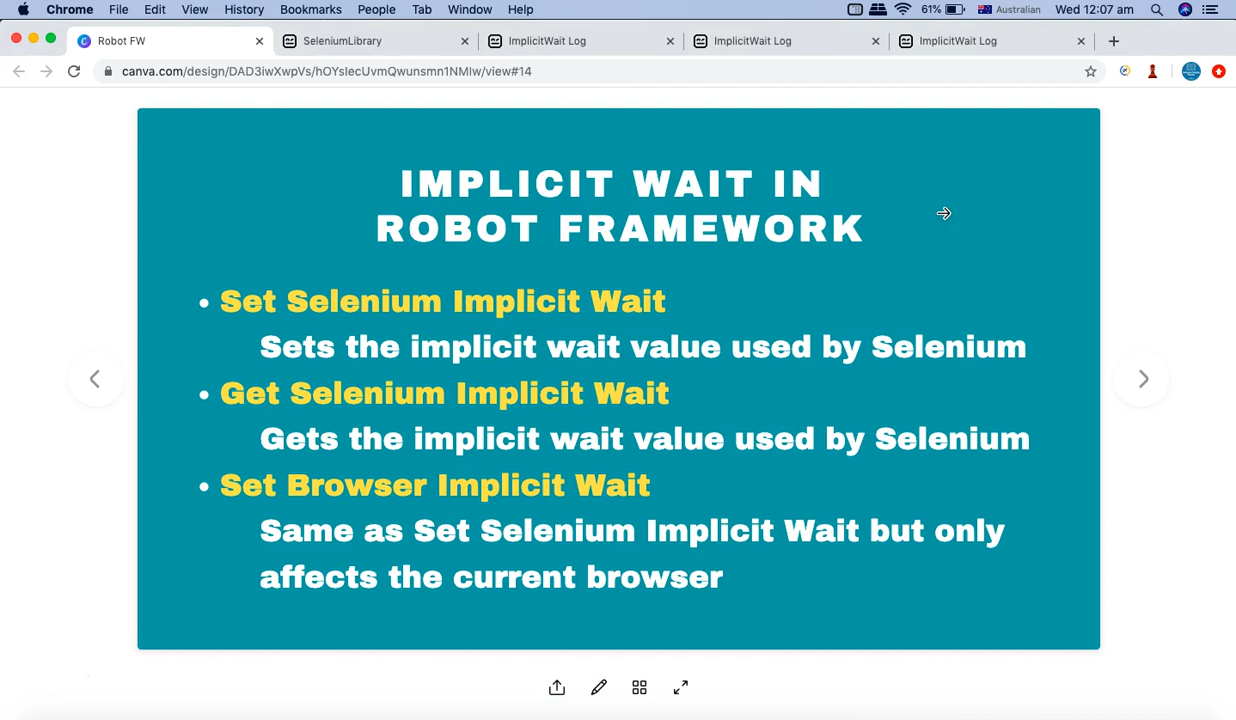 Chrome File Edit View History Bookmarks People Tab Window Help 61% Australian Wed 12:07 am
Robot FW SeleniumLibrary ImplicitWait Log ImplicitWait Log ImplicitWait Log
canva.com/design/DAD3iwXwpVs/hOYsIecUvmQwunsmn1NMIw/view#14
IMPLICIT WAIT IN
ROBOT FRAMEWORK
• Set Selenium Implicit Wait
Sets the implicit wait value used by Selenium
• Get Selenium Implicit Wait
Gets the implicit wait value used by Selenium
• Set Browser Implicit Wait
Same as Set Selenium Implicit Wait but only
affects the current browser